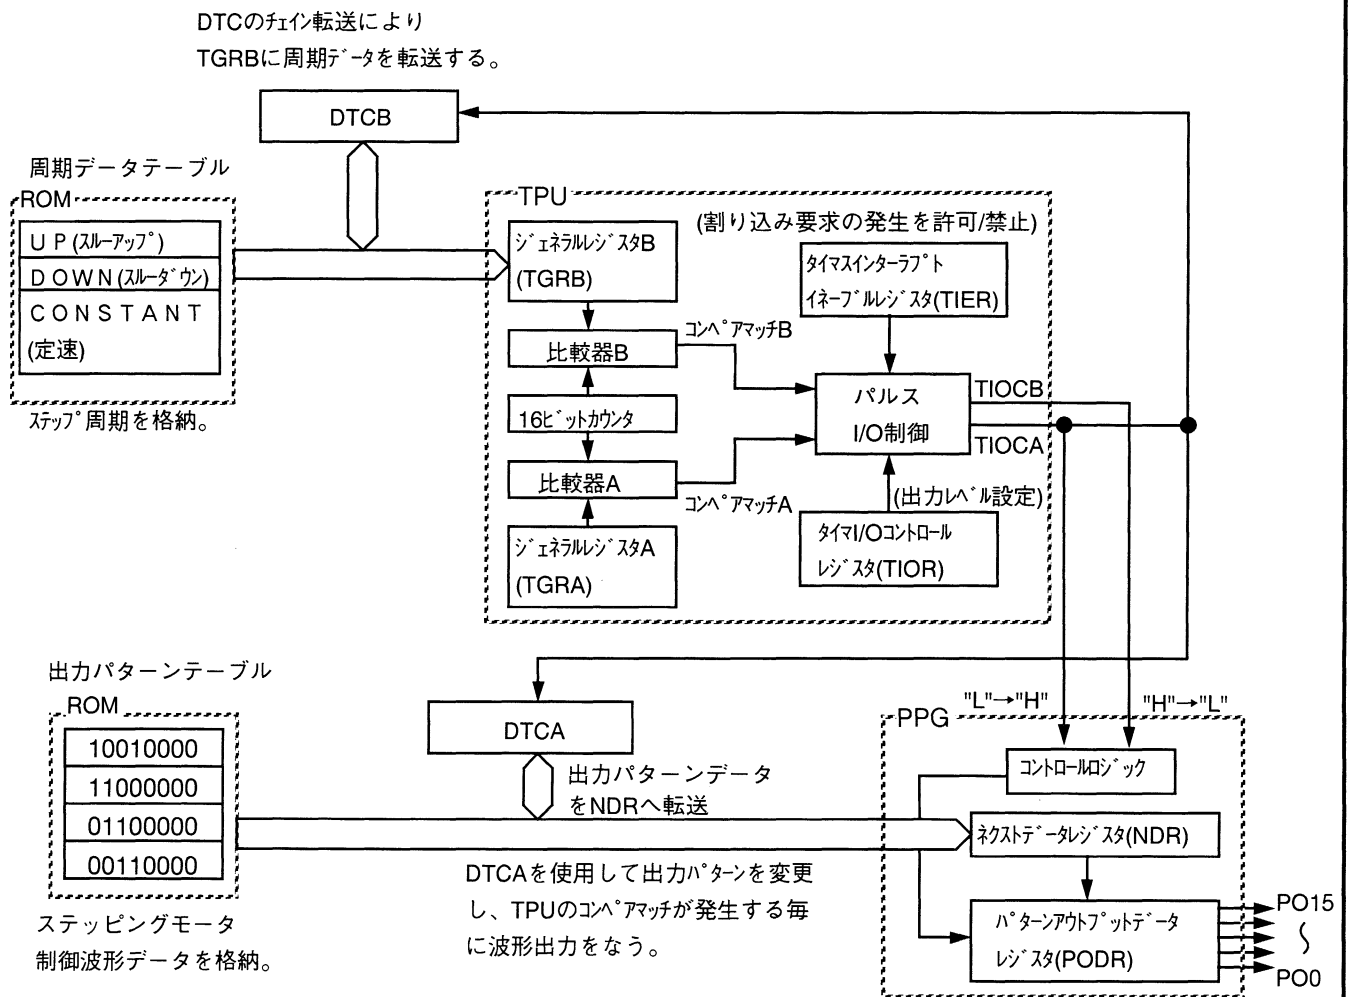 DTCのﾁｪｲﾝ転送により
TGRBに周期ﾃﾞｰﾀを転送する。
DTCB
周期データテーブル
ROM
ＵＰ(ｽﾙｰｱｯﾌﾟ)
ＤＯＷＮ(ｽﾙｰﾀﾞｳﾝ)
ＣＯＮＳＴＡＮＴ
(定速)
ｽﾃｯﾌﾟ周期を格納。
TPU
(割り込み要求の発生を許可/禁止)
ｼﾞｪﾈﾗﾙﾚｼﾞｽﾀB
(TGRB)
ﾀｲﾏｽｲﾝﾀｰﾗﾌﾟﾄ
ｲﾈｰﾌﾞﾙﾚｼﾞｽﾀ(TIER)
比較器B
ｺﾝﾍﾟｱﾏｯﾁB
16ﾋﾞｯﾄｶｳﾝﾀ
パルス
I/O制御
TIOCB
TIOCA
比較器A
ｺﾝﾍﾟｱﾏｯﾁA
(出力ﾚﾍﾞﾙ設定)
ｼﾞｪﾈﾗﾙﾚｼﾞｽﾀA
(TGRA)
ﾀｲﾏI/Oｺﾝﾄﾛｰﾙ
ﾚｼﾞｽﾀ(TIOR)
出力パターンテーブル
ROM
10010000
11000000
01100000
00110000
ステッピングモータ
制御波形データを格納。
DTCA
出力パターンデータ
をNDRへ転送
DTCAを使用して出力ﾊﾟﾀｰﾝを変更
し、TPUのｺﾝﾍﾟｱﾏｯﾁが発生する毎
に波形出力をなう。
"L"→"H"
"H"→"L"
PPG
ｺﾝﾄﾛｰﾙﾛｼﾞｯｸ
ﾈｸｽﾄﾃﾞｰﾀﾚｼﾞｽﾀ(NDR)
ﾊﾟﾀｰﾝｱｳﾄﾌﾟｯﾄﾃﾞｰﾀ
ﾚｼﾞｽﾀ(PODR)
PO15
～
PO0